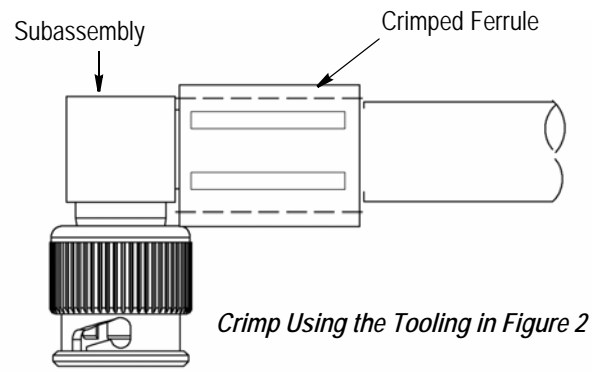 Subassembly
Crimped Ferrule
Crimp Using the Tooling in Figure 2